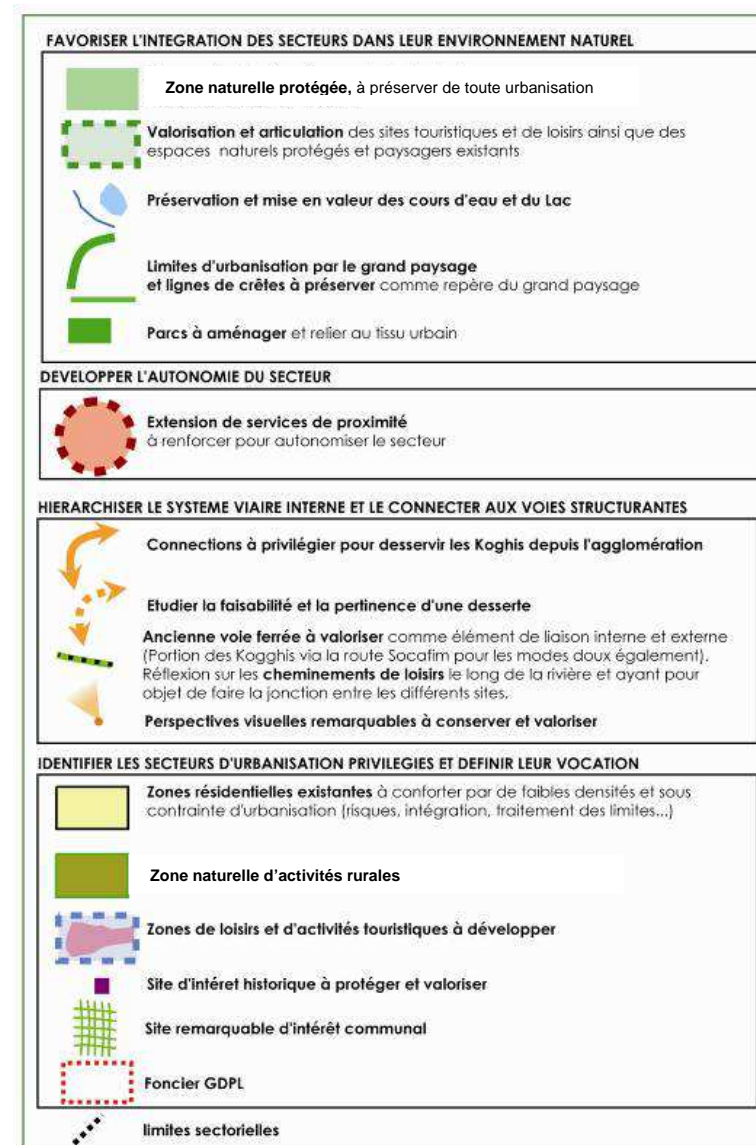 FAVORISER L'INTEGRATION DES SECTEURS DANS LEUR ENVIRONNEMENT NATUREL
Zone naturelle protégée, à préserver de toute urbanisation
Valorisation et articulation des sites touristiques et de loisirs ainsi que des
espaces naturels protégés et paysagers existants
Préservation et mise en valeur des cours d'eau et du Lac
Limites d'urbanisation par le grand paysage
et lignes de crêtes à préserver comme repère du grand paysage
Parcs à aménager et relier au tissu urbain
DEVELOPPER L'AUTONOMIE DU SECTEUR
Extension de services de proximité
à renforcer pour autonomiser le secteur
HIERARCHISER LE SYSTEME VIAIRE INTERNE ET LE CONNECTER AUX VOIES STRUCTURANTES
Connections à privilégier pour desservir les Koghis depuis l'agglomération
Etudier la faisabilité et la pertinence d'une desserte
Ancienne voie ferrée à valoriser comme élément de liaison interne et externe
(Portion des Kogghis via la route Socafim pour les modes doux également).
Réflexion sur les cheminements de loisirs le long de la rivière et ayant pour
objet de faire la jonction entre les différents sites.
Perspectives visuelles remarquables à conserver et valoriser
IDENTIFIER LES SECTEURS D'URBANISATION PRIVILEGIES ET DEFINIR LEUR VOCATION
Zones résidentielles existantes à conforter par de faibles densités et sous
contrainte d'urbanisation (risques, intégration, traitement des limites...)
Zone naturelle d'activités rurales
Zones de loisirs et d'activités touristiques à développer
Site d'intéret historique à protéger et valoriser
Site remarquable d'intérêt communal
Foncier GDPL
limites sectorielles